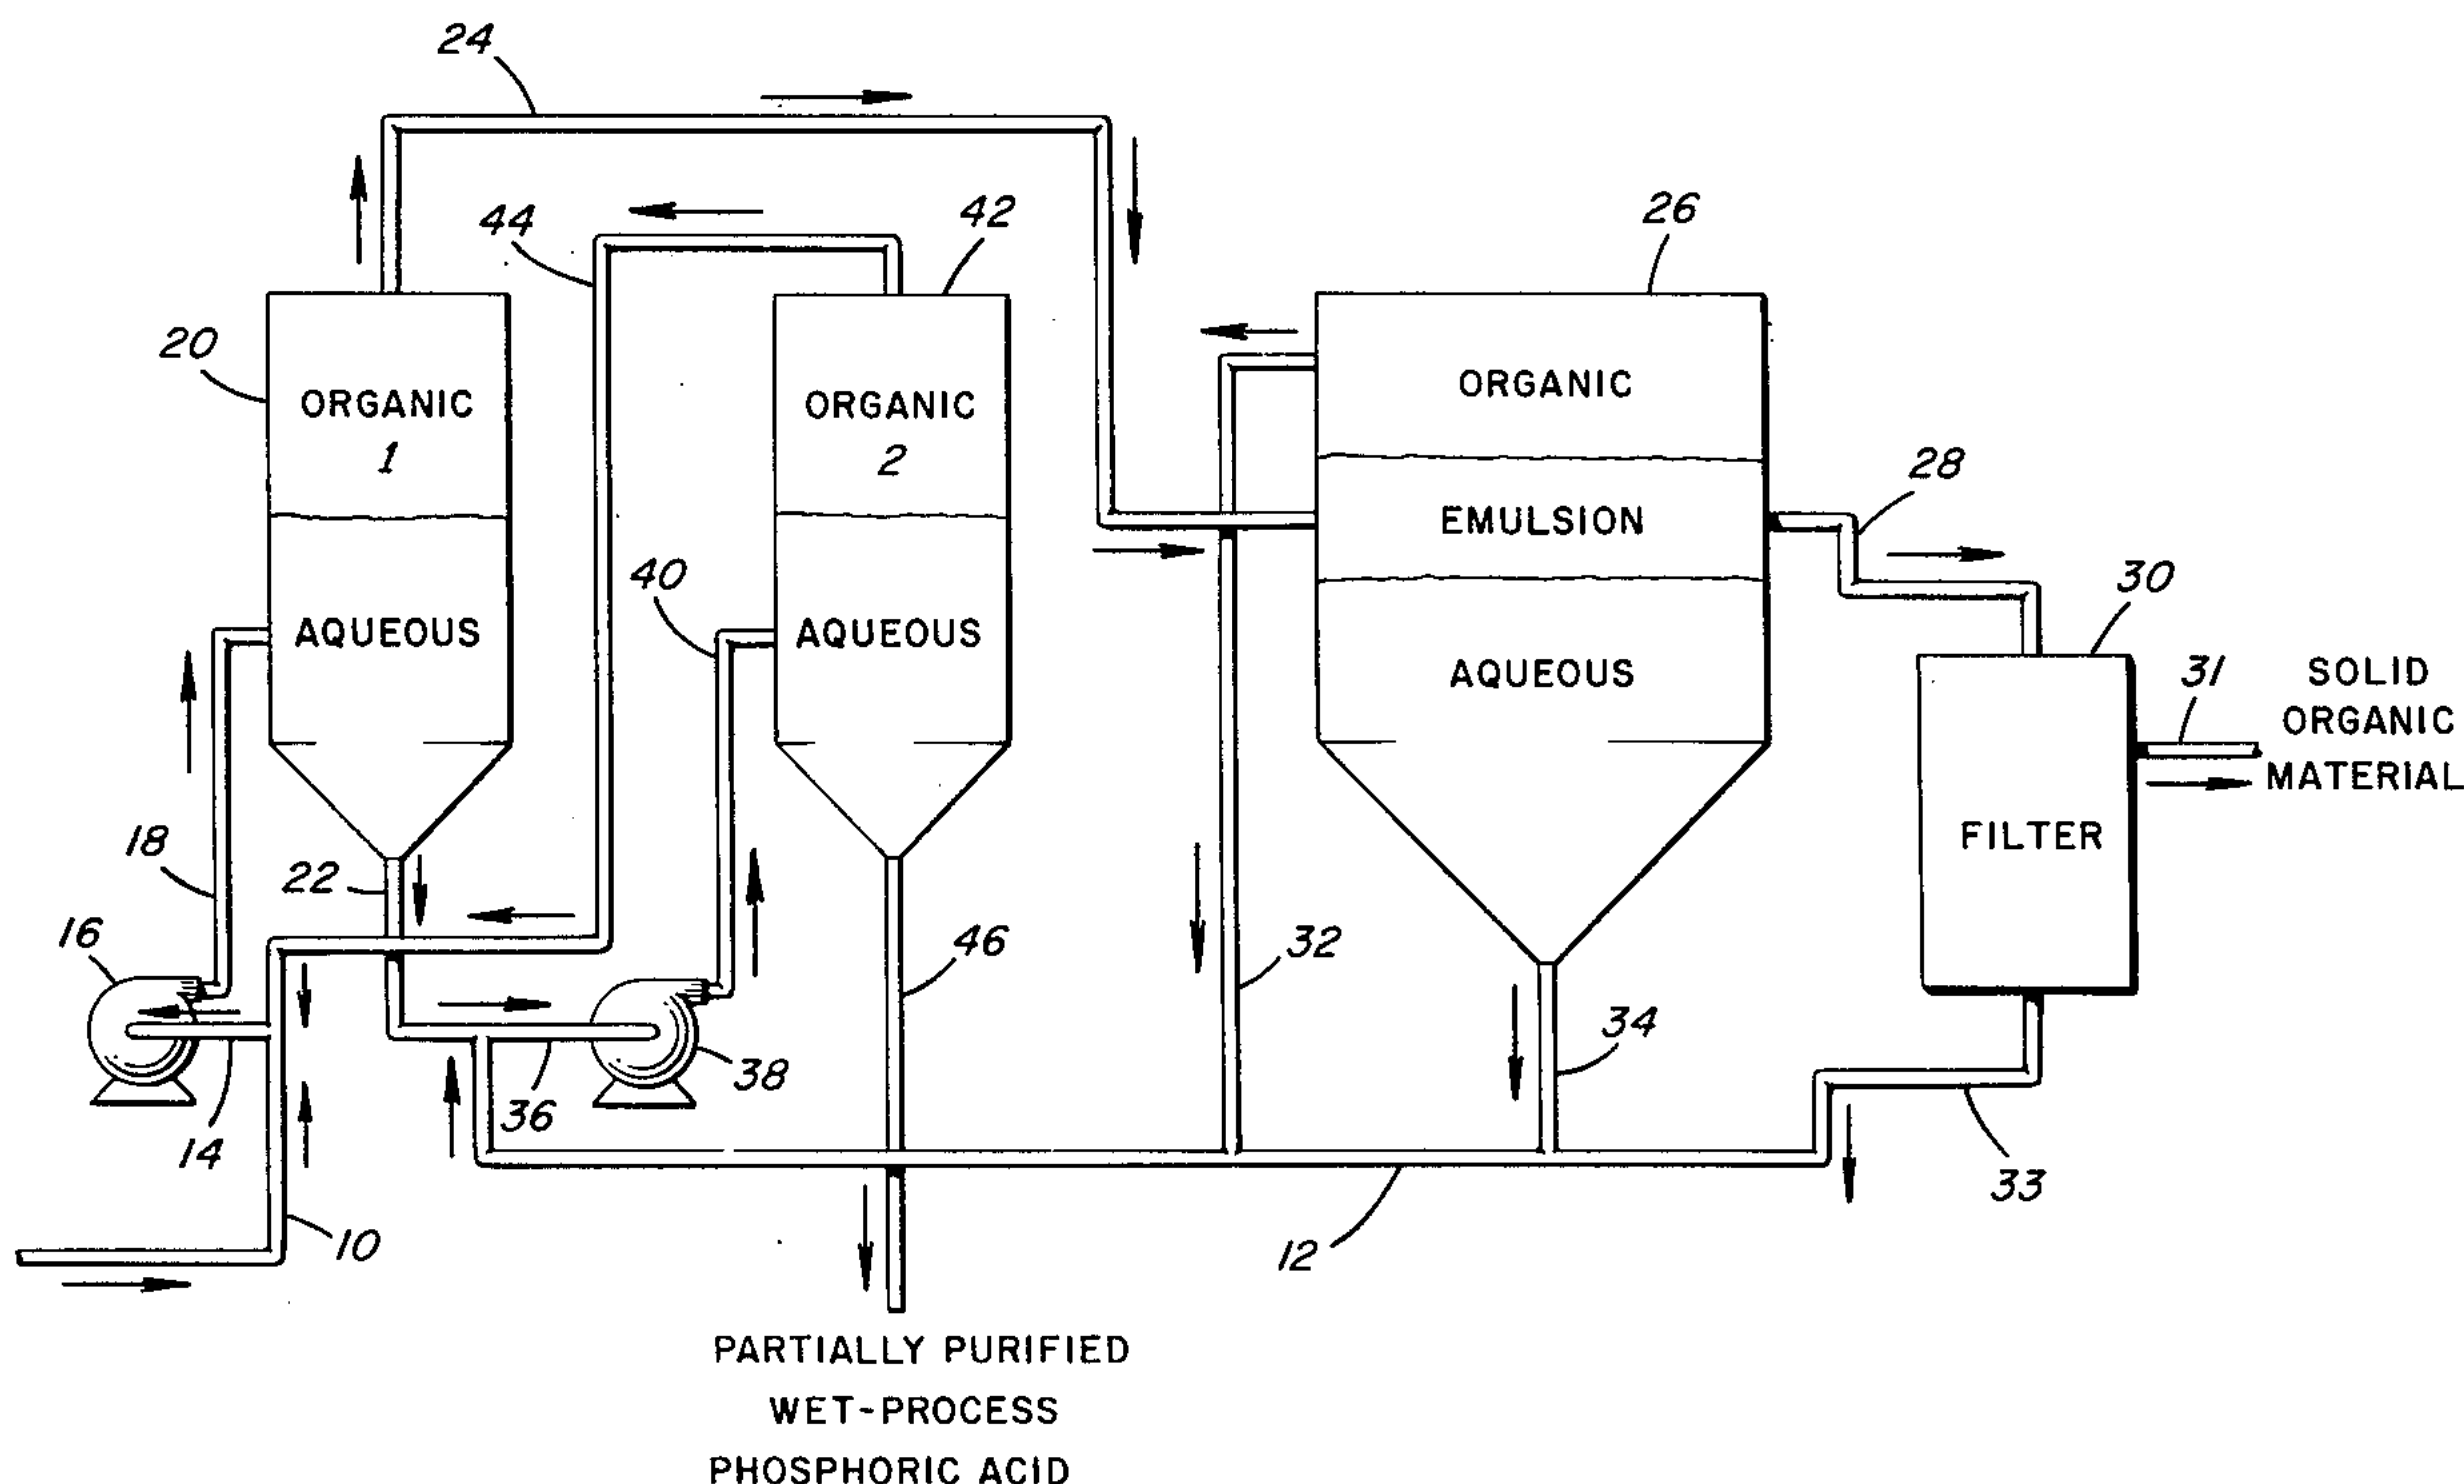 24
44
42
26
20
ORGANIC
1
ORGANIC
2
ORGANIC
28
EMULSION
40
30
AQUEOUS
AQUEOUS
AQUEOUS
31
SOLID
ORGANIC
MATERIAL
FILTER
18
22
16
46
32
34
38
36
14
33
10
12
PARTIALLY PURIFIED
WET-PROCESS
PHOSPHORIC ACID